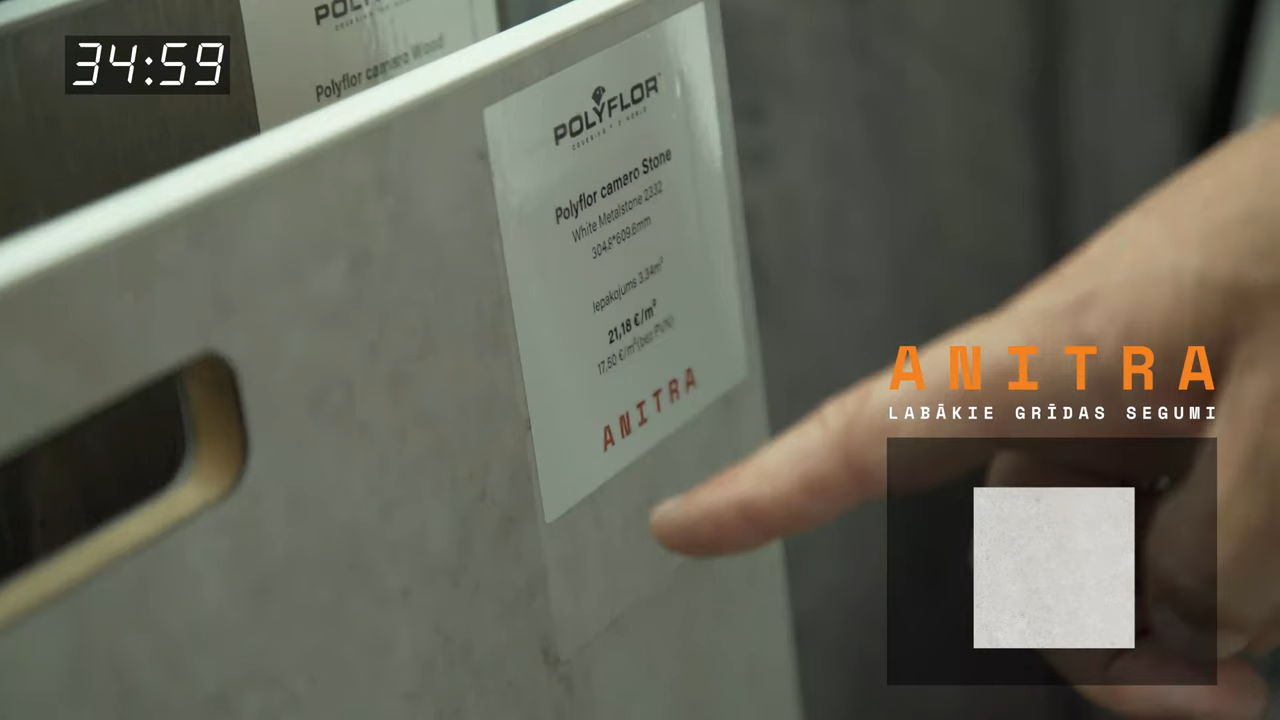 34:59
POLYFLOR
Polyflor camero Wood
POLYFLOR
Polyflor camero Stone
White Metalstone 2332
304.8*609.6mm
Iepakojums 3.34m²
21,18 €/m²
17.50 €/m²(bez PVN)
ANITRA
ANITRA
LABĀKIE GRĪDAS SEGUMI